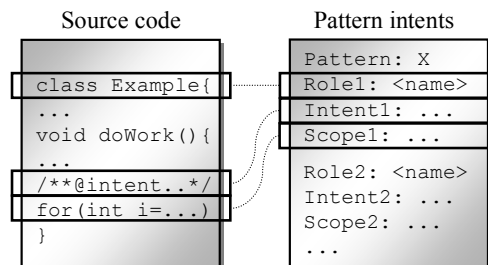 Source code
class Example{
...
void doWork(){
...
/**@intent..*/
for(int i=...)
}
Pattern intents
Pattern: X
Role1: <name>
Intent1: ...
Scope1: ...
Role2: <name>
Intent2: ...
Scope2: ...
...